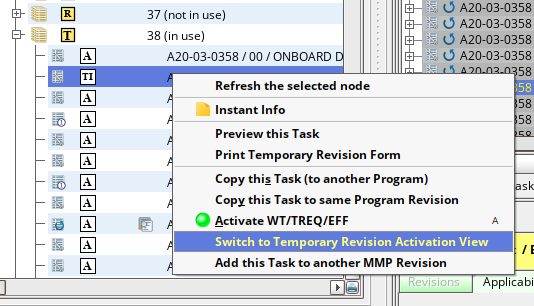 R 37 (not in use)
T 38 (in use)
A A20-03-0358 / 00 / ONBOARD D
TI A
A
A
A
A
A
A
A
A
A
Refresh the selected node
Instant Info
Preview this Task
Print Temporary Revision Form
Copy this Task (to another Program)
Copy this Task to same Program Revision
Activate WT/TREQ/EFF A
Switch to Temporary Revision Activation View
Add this Task to another MMP Revision
A20-03-0358
A20-03-0358
A20-03-0358
A20-03-0358
A20-03-0358
358
358
358
ask
/ E
Revisions
Applicabi